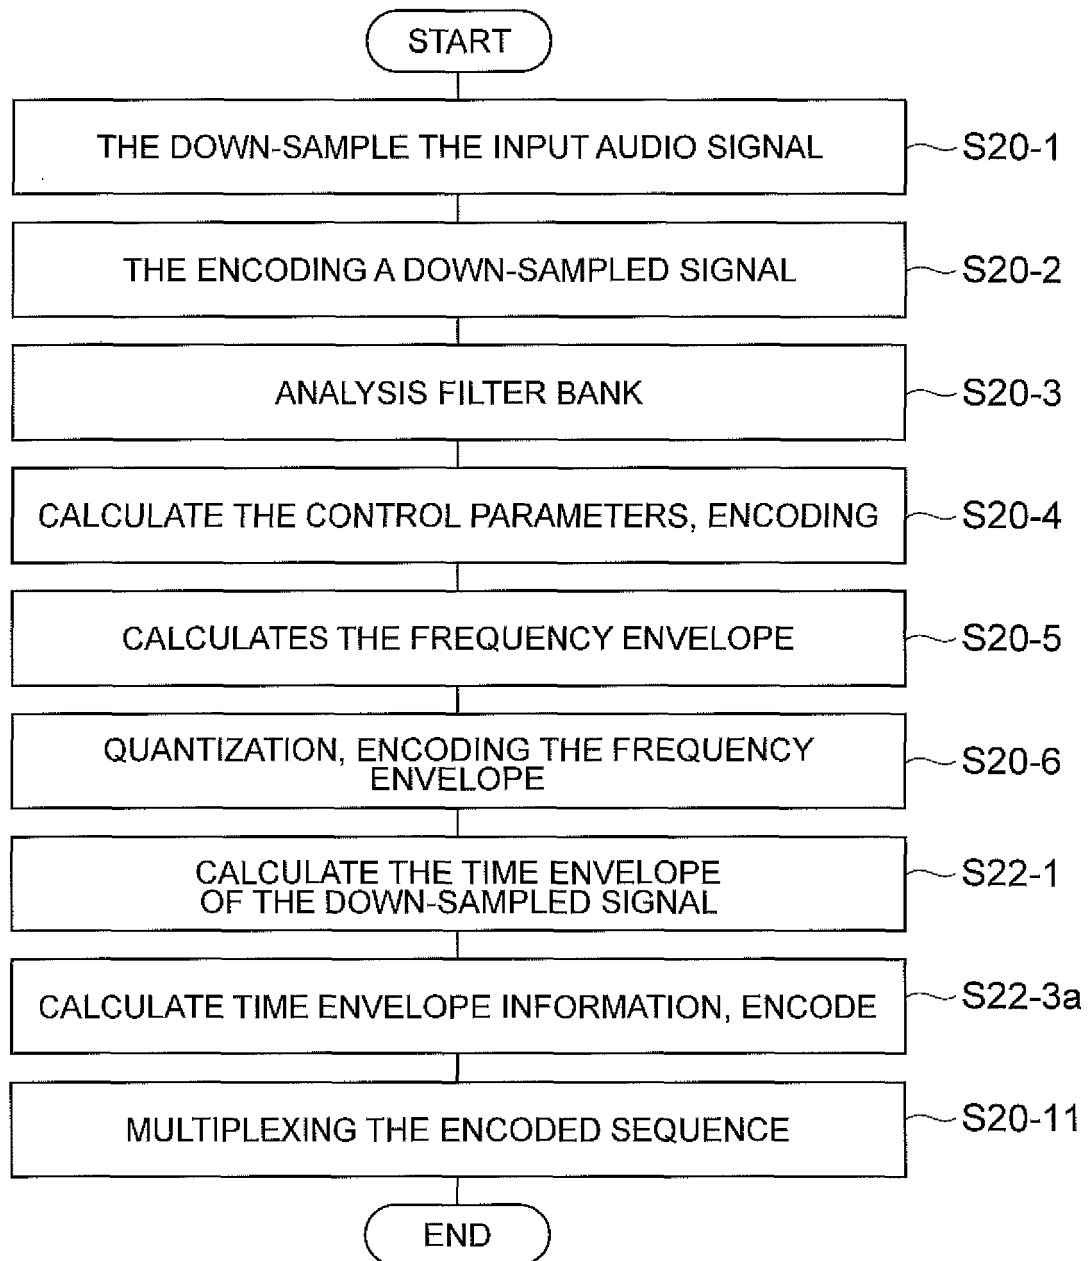 START
THE DOWN-SAMPLE THE INPUT AUDIO SIGNAL
S20-1
THE ENCODING A DOWN-SAMPLED SIGNAL
S20-2
ANALYSIS FILTER BANK
S20-3
CALCULATE THE CONTROL PARAMETERS, ENCODING
S20-4
CALCULATES THE FREQUENCY ENVELOPE
S20-5
QUANTIZATION, ENCODING THE FREQUENCY
ENVELOPE
S20-6
CALCULATE THE TIME ENVELOPE
OF THE DOWN-SAMPLED SIGNAL
S22-1
CALCULATE TIME ENVELOPE INFORMATION, ENCODE
S22-3a
MULTIPLEXING THE ENCODED SEQUENCE
S20-11
END